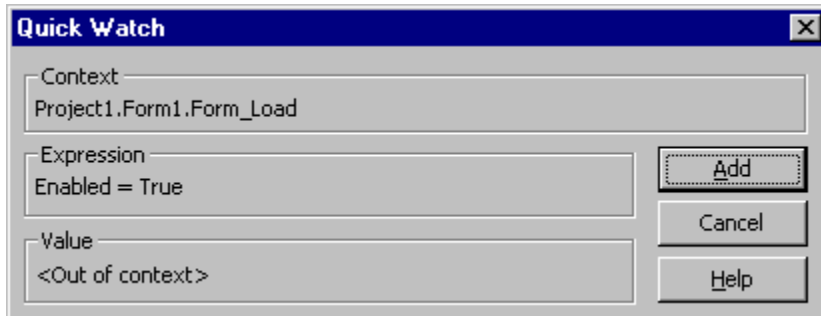 Quick Watch
Context
Project1.Form1.Form_Load
Expression
Enabled = True
Add
Cancel
Value
<Out of context>
Help